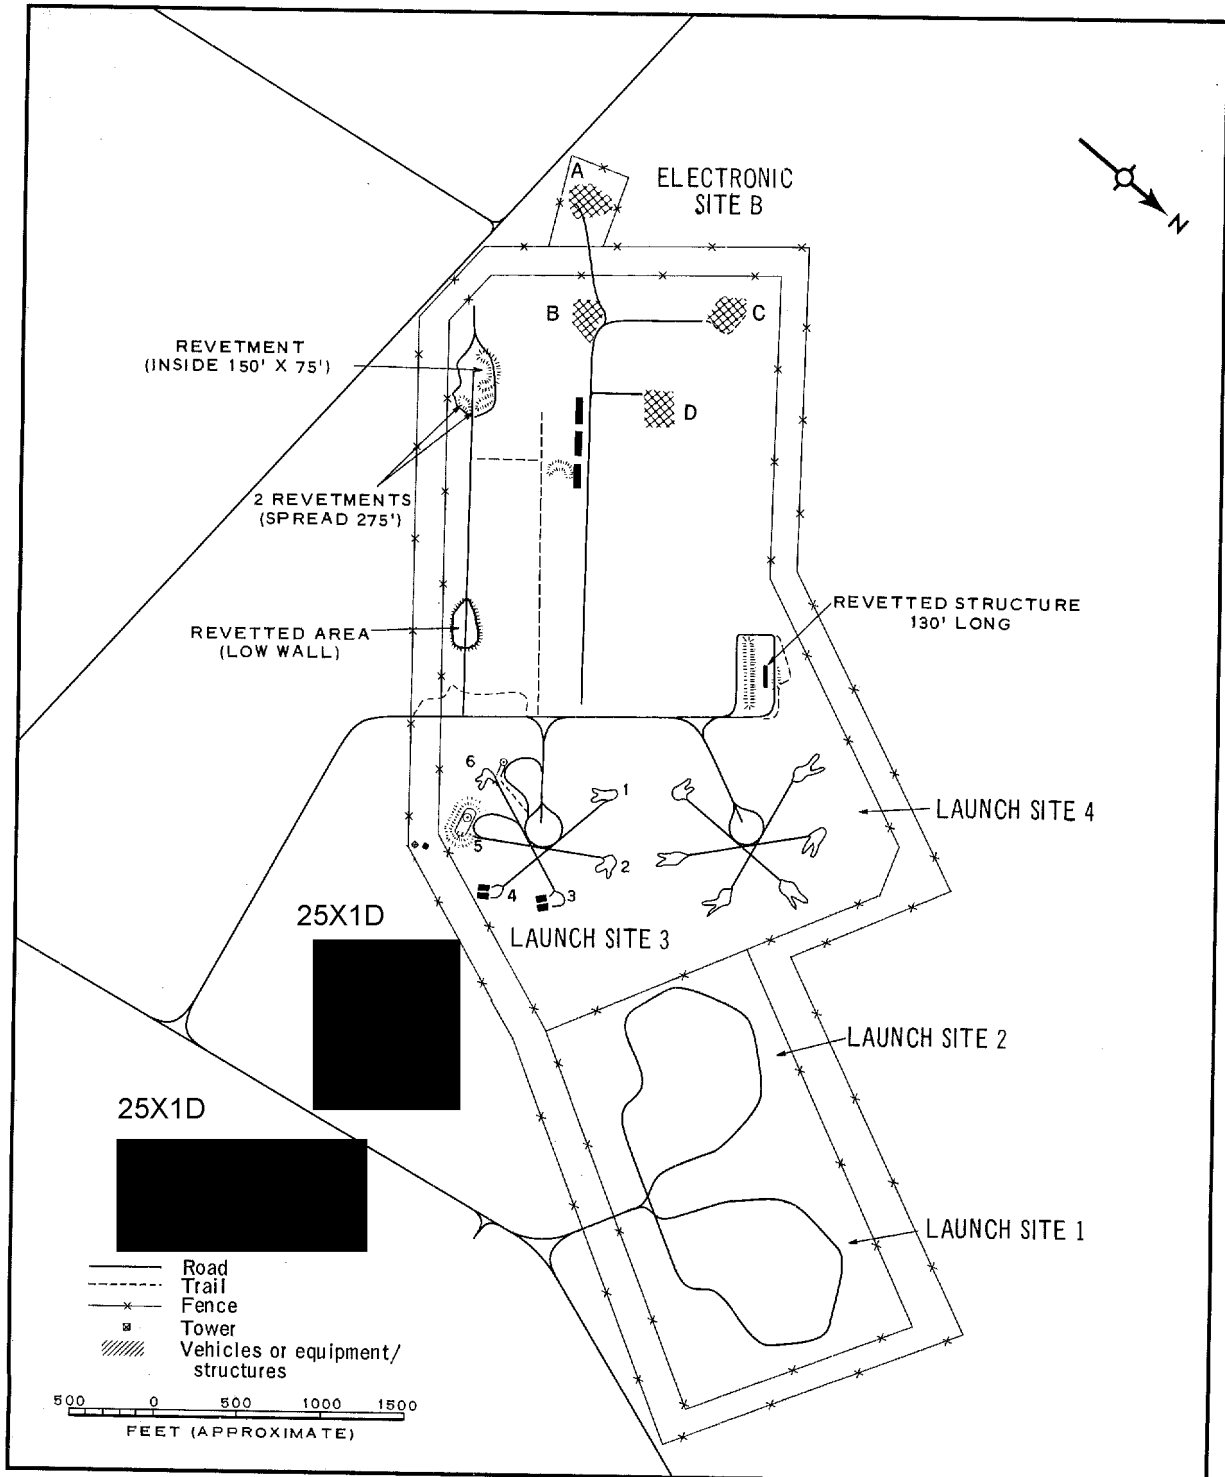 A
ELECTRONIC
SITE B
N
B
C
REVETMENT
(INSIDE 150' X 75')
D
2 REVETMENTS
(SPREAD 275')
REVETTED STRUCTURE
130' LONG
REVETTED AREA
(LOW WALL)
6
1
LAUNCH SITE 4
5
2
4
3
25X1D
LAUNCH SITE 3
LAUNCH SITE 2
25X1D
LAUNCH SITE 1
Road
Trail
Fence
Tower
Vehicles or equipment/
structures
500 0 500 1000 1500
FEET (APPROXIMATE)